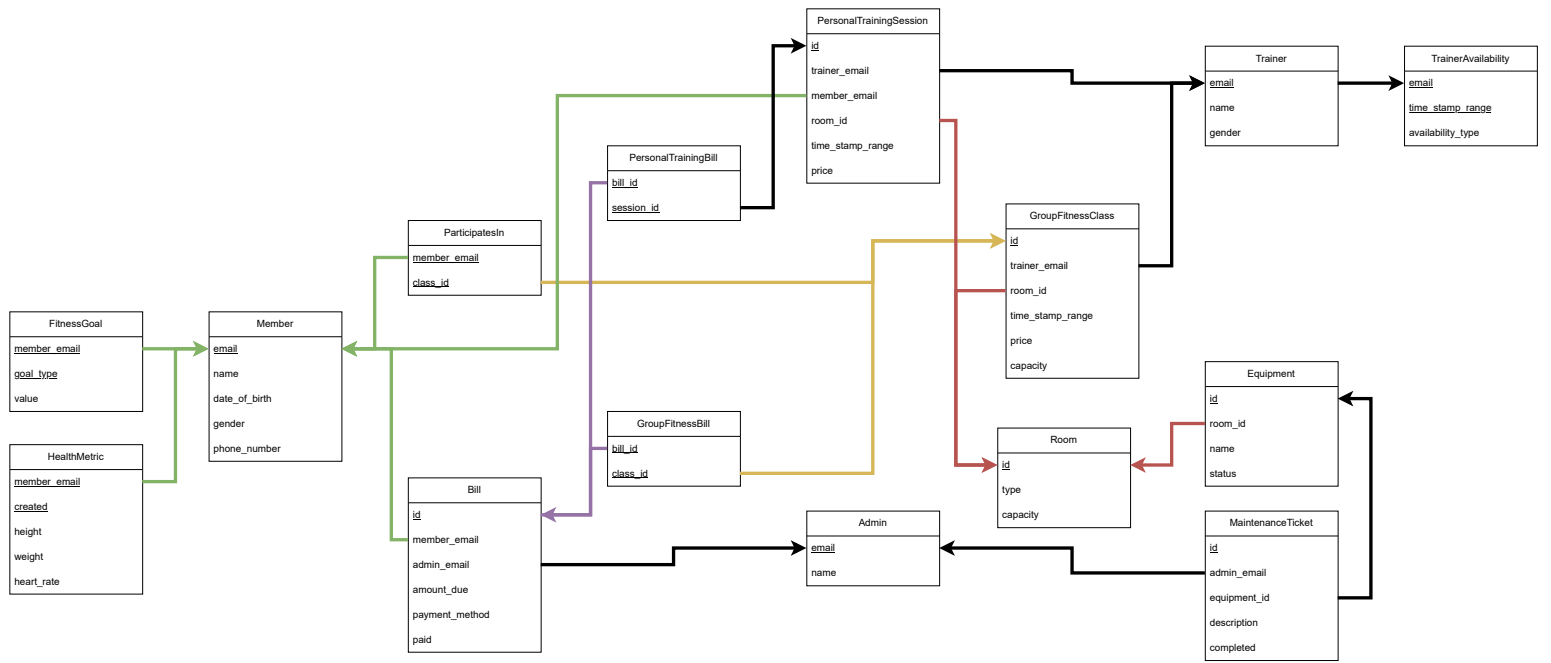 PersonalTrainingSession
id
trainer_email
member_email
room_id
time_stamp_range
price
Trainer
email
name
gender
TrainerAvailability
email
time_stamp_range
availability_type
PersonalTrainingBill
bill_id
session_id
GroupFitnessClass
id
trainer_email
room_id
time_stamp_range
price
capacity
ParticipatesIn
member_email
class_id
FitnessGoal
member_email
goal_type
value
Member
email
name
date_of_birth
gender
phone_number
Equipment
id
room_id
name
status
GroupFitnessBill
bill_id
class_id
Room
id
type
capacity
HealthMetric
member_email
created
height
weight
heart_rate
Bill
id
member_email
admin_email
amount_due
payment_method
paid
Admin
email
name
MaintenanceTicket
id
admin_email
equipment_id
description
completed